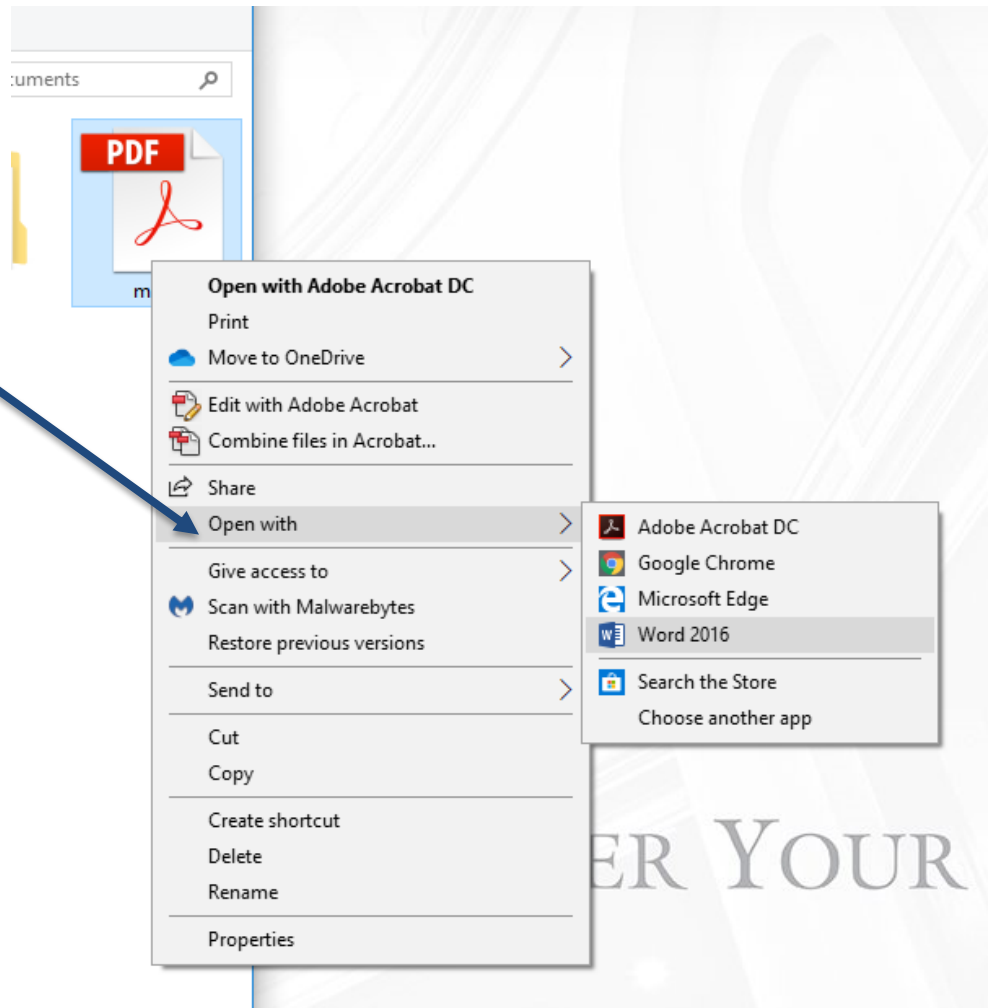 cuments
PDF
m
Open with Adobe Acrobat DC
Print
Move to OneDrive
Edit with Adobe Acrobat
Combine files in Acrobat...
Share
Open with
Give access to
Scan with Malwarebytes
Restore previous versions
Send to
Cut
Copy
Create shortcut
Delete
Rename
Properties
Adobe Acrobat DC
Google Chrome
Microsoft Edge
Word 2016
Search the Store
Choose another app
ER YOUR